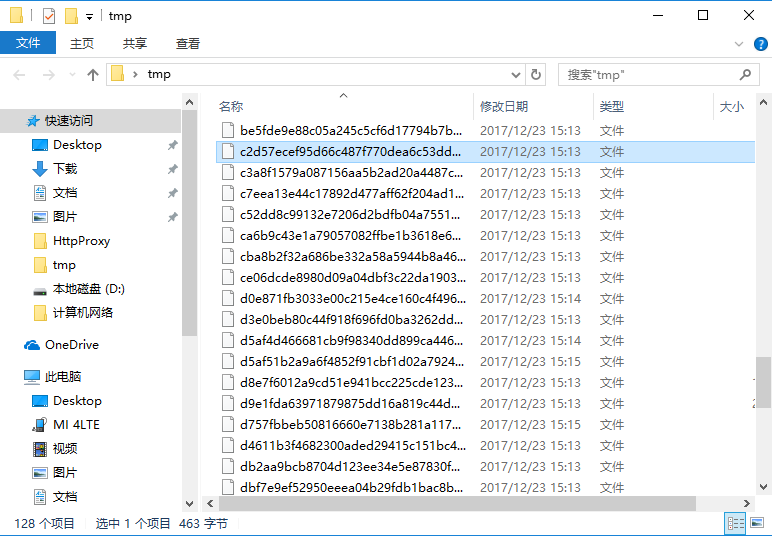 tmp
文件 主页 共享 查看
tmp 搜索"tmp"
名称 修改日期 类型 大小
快速访问
Desktop
下载
文档
图片
HttpProxy
tmp
本地磁盘 (D:)
计算机网络
OneDrive
此电脑
Desktop
MI 4LTE
视频
图片
文档
be5fde9e88c05a245c5cf6d17794b7b... 2017/12/23 15:13 文件
c2d57ecef95d66c487f770dea6c53dd... 2017/12/23 15:13 文件
c3a8f1579a087156aa5b2ad20a4487c... 2017/12/23 15:13 文件
c7eea13e44c17892d477aff62f204ad1... 2017/12/23 15:13 文件
c52dd8c99132e7206d2bdfb04a7551... 2017/12/23 15:13 文件
ca6b9c43e1a79057082ffbe1b3618e6... 2017/12/23 15:13 文件
cba8b2f32a686be332a58a5944b8a46... 2017/12/23 15:13 文件
ce06dcde8980d09a04dbf3c22da1903... 2017/12/23 15:13 文件
d0e871fb3033e00c215e4ce160c4f496... 2017/12/23 15:14 文件
d3e0beb80c44f918f696fd0ba3262dd... 2017/12/23 15:13 文件
d5af4d466681cb9f98340dd899ca446... 2017/12/23 15:14 文件
d5af51b2a9a6f4852f91cbf1d02a7924... 2017/12/23 15:15 文件
d8e7f6012a9cd51e941bcc225cde123... 2017/12/23 15:13 文件
d9e1fda63971879875dd16a819c44d... 2017/12/23 15:13 文件
d757fbbeb50816660e7138b281a117... 2017/12/23 15:15 文件
d4611b3f4682300aded29415c151bc4... 2017/12/23 15:13 文件
db2aa9bcb8704d123ee34e5e87830f... 2017/12/23 15:13 文件
dbf7e9ef52950eeea04b29fdb1bac8b... 2017/12/23 15:13 文件
128 个项目 选中 1 个项目 463 字节